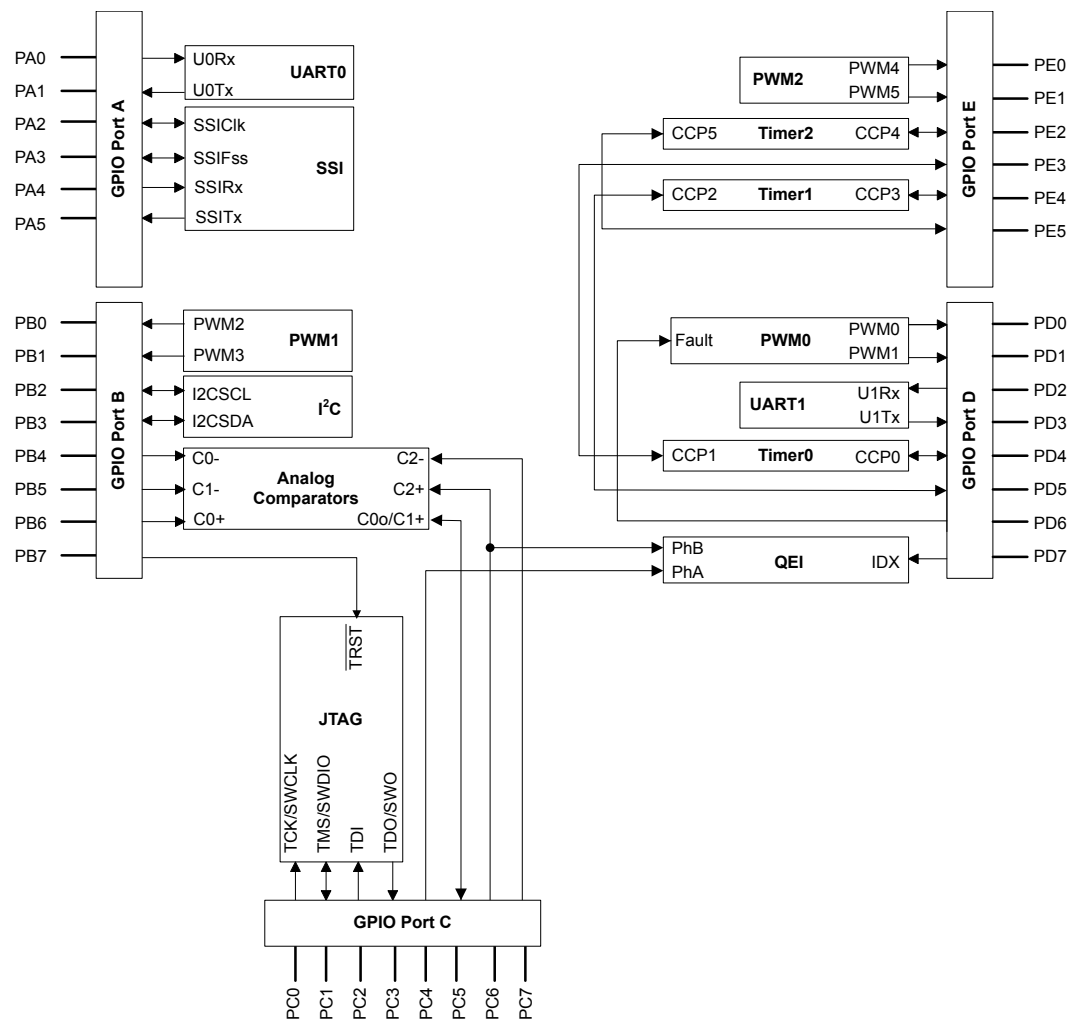 PA0
PA1
PA2
PA3
PA4
PA5
GPIO Port A
U0Rx
U0Tx
UART0
SSIClk
SSIFss
SSIRx
SSITx
SSI
PB0
PB1
PB2
PB3
PB4
PB5
PB6
PB7
GPIO Port B
PWM2
PWM3
PWM1
I2CSCL
I2CSDA
I²C
C0-
C1-
C0+
Analog
Comparators
C2-
C2+
C0o/C1+
TRST
JTAG
TCK/SWCLK
TMS/SWDIO
TDI
TDO/SWO
GPIO Port C
PC0
PC1
PC2
PC3
PC4
PC5
PC6
PC7
PWM2
PWM4
PWM5
CCP5
Timer2
CCP4
CCP2
Timer1
CCP3
GPIO Port E
PE0
PE1
PE2
PE3
PE4
PE5
Fault
PWM0
PWM0
PWM1
UART1
U1Rx
U1Tx
CCP1
Timer0
CCP0
PhB
PhA
QEI
IDX
GPIO Port D
PD0
PD1
PD2
PD3
PD4
PD5
PD6
PD7